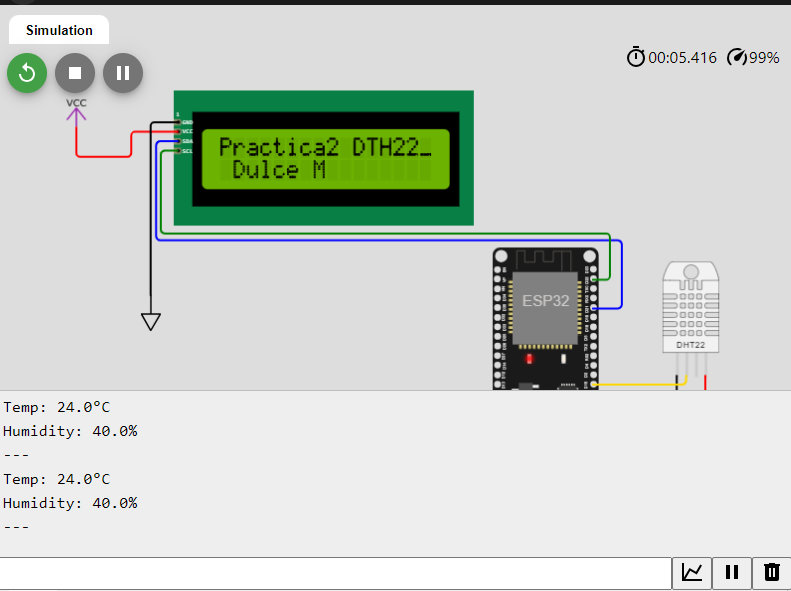 Simulation
00:05.416 99%
VCC
1
GND
VCC
SDA
SCL
Practica2 DTH22_
Dulce M
ESP32
DHT22
Temp: 24.0°C
Humidity: 40.0%
---
Temp: 24.0°C
Humidity: 40.0%
---